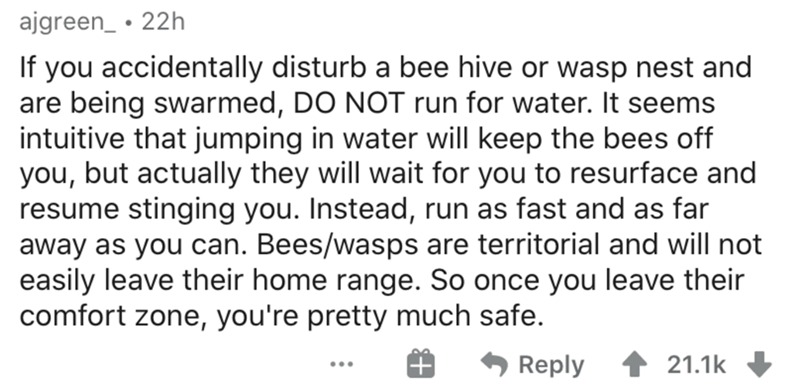 ajgreen_ • 22h
If you accidentally disturb a bee hive or wasp nest and
are being swarmed, DO NOT run for water. It seems
intuitive that jumping in water will keep the bees off
you, but actually they will wait for you to resurface and
resume stinging you. Instead, run as fast and as far
away as you can. Bees/wasps are territorial and will not
easily leave their home range. So once you leave their
comfort zone, you're pretty much safe.
... Reply 21.1k